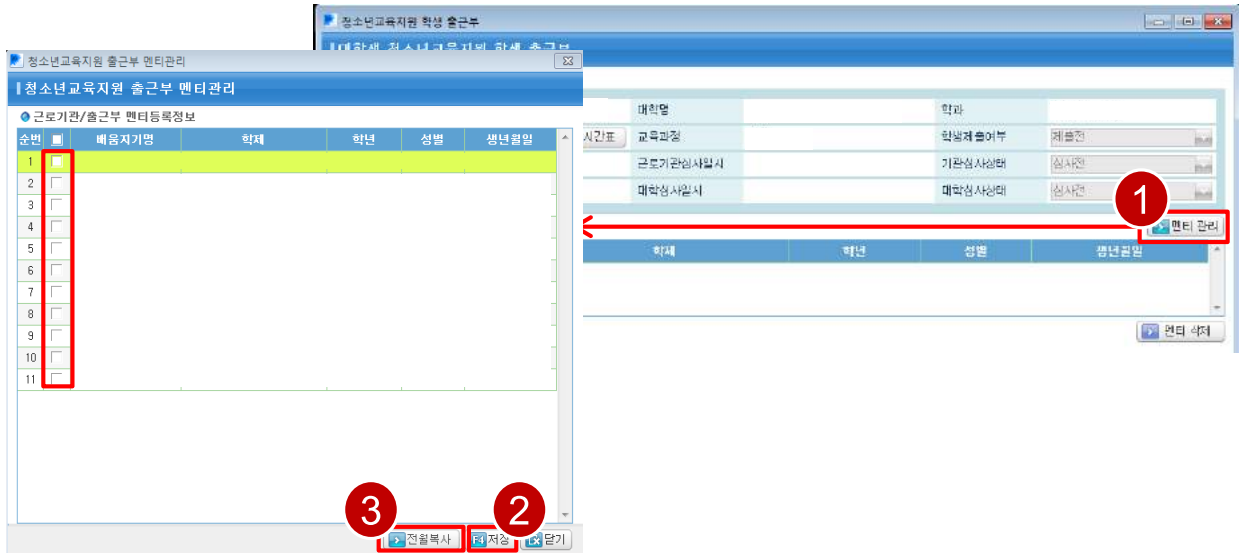 청소년교육지원 학생 출근부
청소년교육지원 출근부 멘티관리
청소년교육지원 출근부 멘티관리
근로기관/출근부 멘티등록정보
순번 배움지기명 학제 학년 성별 생년월일
1
2
3
4
5
6
7
8
9
10
11
3
2
전월복사 F4 저장 닫기
대학명 학과
시간표 교육과정 학생제출여부 제출전
근로기관심사일시 기관심사상태 심사전
대학심사일시 대학심사상태 심사전
1
멘티 관리
학제 학년 성별 생년월일
멘티 삭제